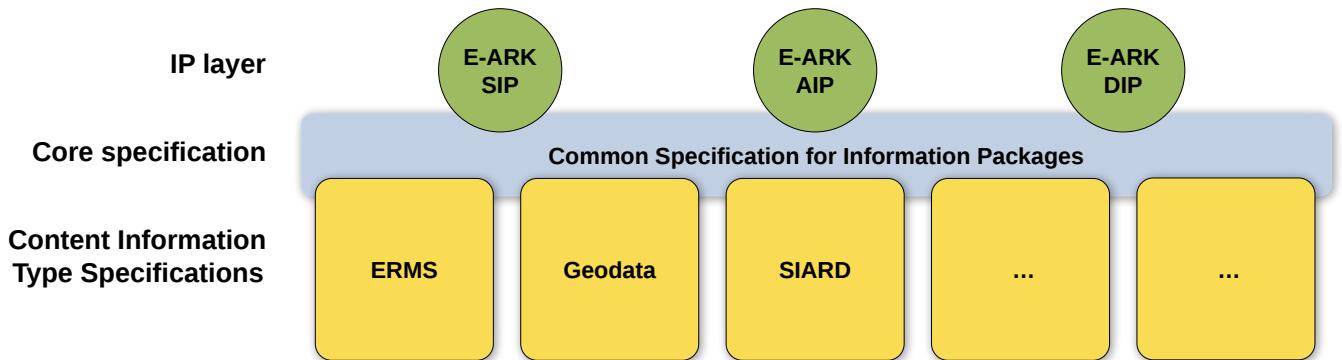 IP layer
E-ARK
SIP
E-ARK
AIP
E-ARK
DIP
Core specification
Common Specification for Information Packages
Content Information
Type Specifications
ERMS
Geodata
SIARD
...
...